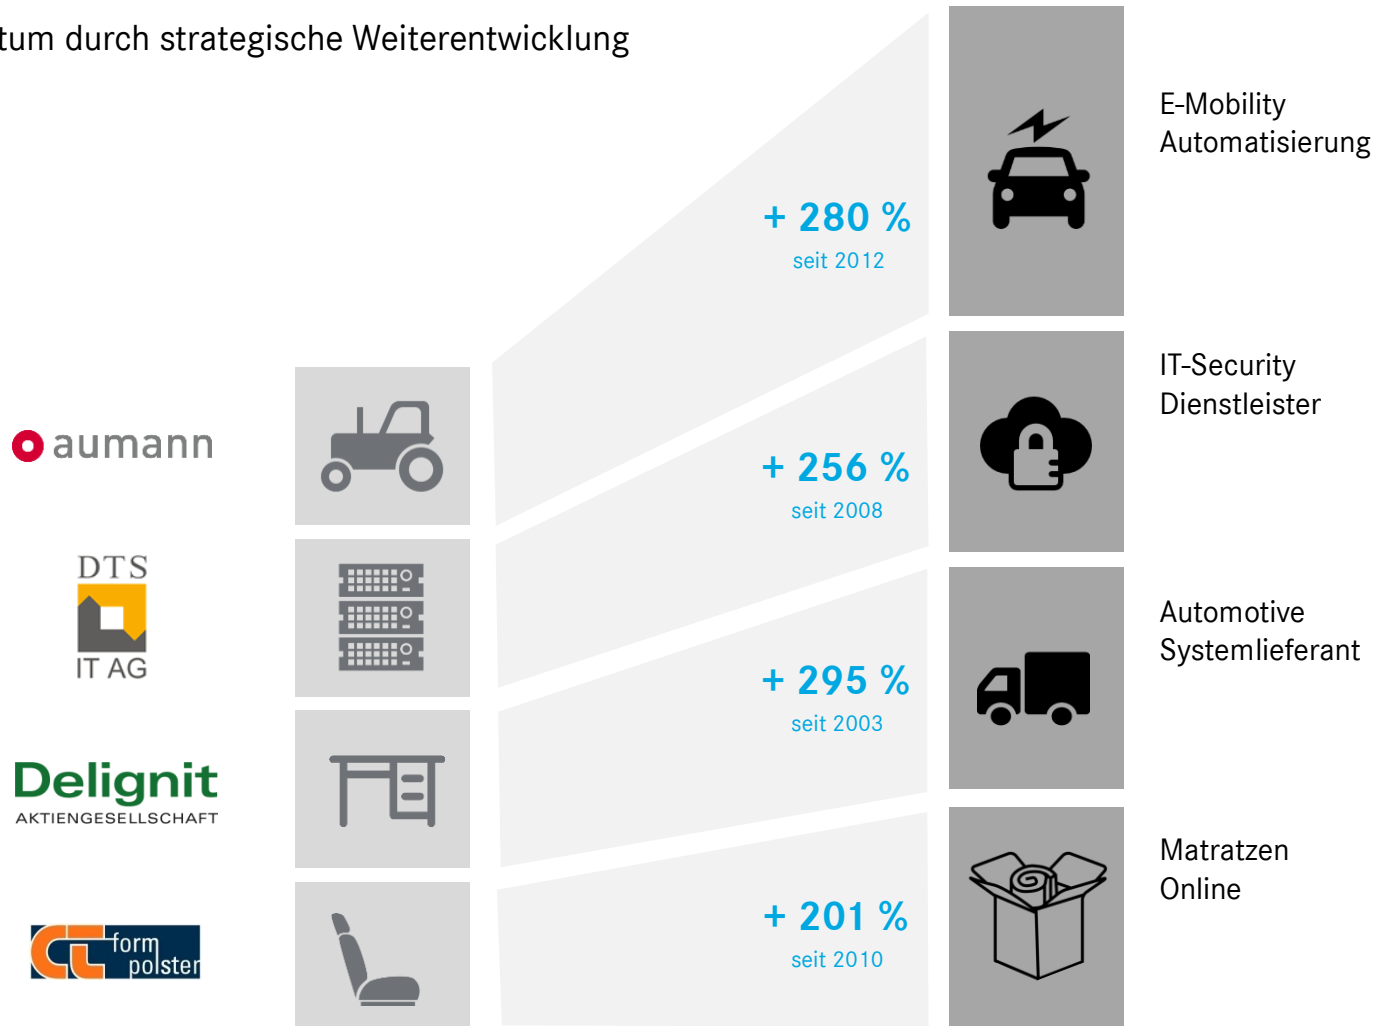 tum durch strategische Weiterentwicklung
E-Mobility
Automatisierung
+ 280 %
seit 2012
IT-Security
Dienstleister
aumann
+ 256 %
seit 2008
DTS
IT AG
Automotive
Systemlieferant
+ 295 %
seit 2003
Delignit
AKTIENGESELLSCHAFT
Matratzen
Online
+ 201 %
seit 2010
CL form
polster